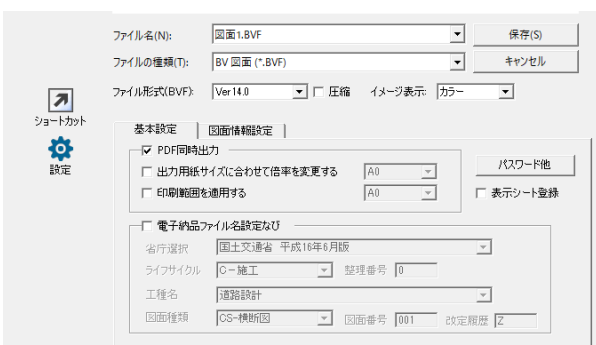 ファイル名(N): 図面1.BVF 保存(S)
ファイルの種類(T): BV 図面 (*.BVF) キャンセル
ファイル形式(BVF): Ver14.0 圧縮 イメージ表示: カラー
ショートカット
設定
基本設定 図面情報設定
PDF同時出力
出力用紙サイズに合わせて倍率を変更する A0
印刷範囲を適用する A0
パスワード他
表示シート登録
電子納品ファイル名設定なび
省庁選択 国土交通省 平成16年6月版
ライフサイクル C-施工 整理番号 0
工種名 道路設計
図面種類 CS-横断図 図面番号 001 改定履歴 Z